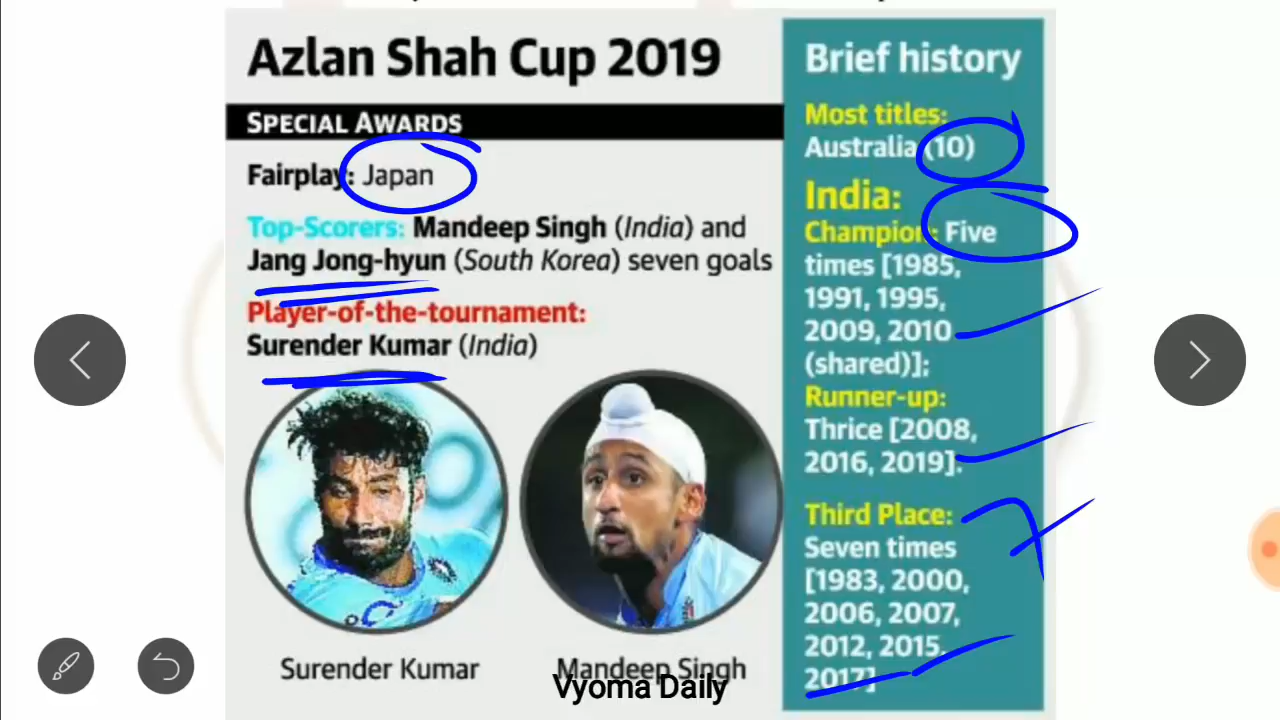 Azlan Shah Cup 2019
SPECIAL AWARDS
Fairplay: Japan
Top-Scorers: Mandeep Singh (India) and
Jang Jong-hyun (South Korea) seven goals
Player-of-the-tournament:
Surender Kumar (India)
Surender Kumar
Mandeep Singh
Brief history
Most titles:
Australia (10)
India:
Champion: Five
times [1985,
1991, 1995,
2009, 2010
(shared)];
Runner-up:
Thrice [2008,
2016, 2019].
Third Place:
Seven times
[1983, 2000,
2006, 2007,
2012, 2015,
2017]
Vyoma Daily